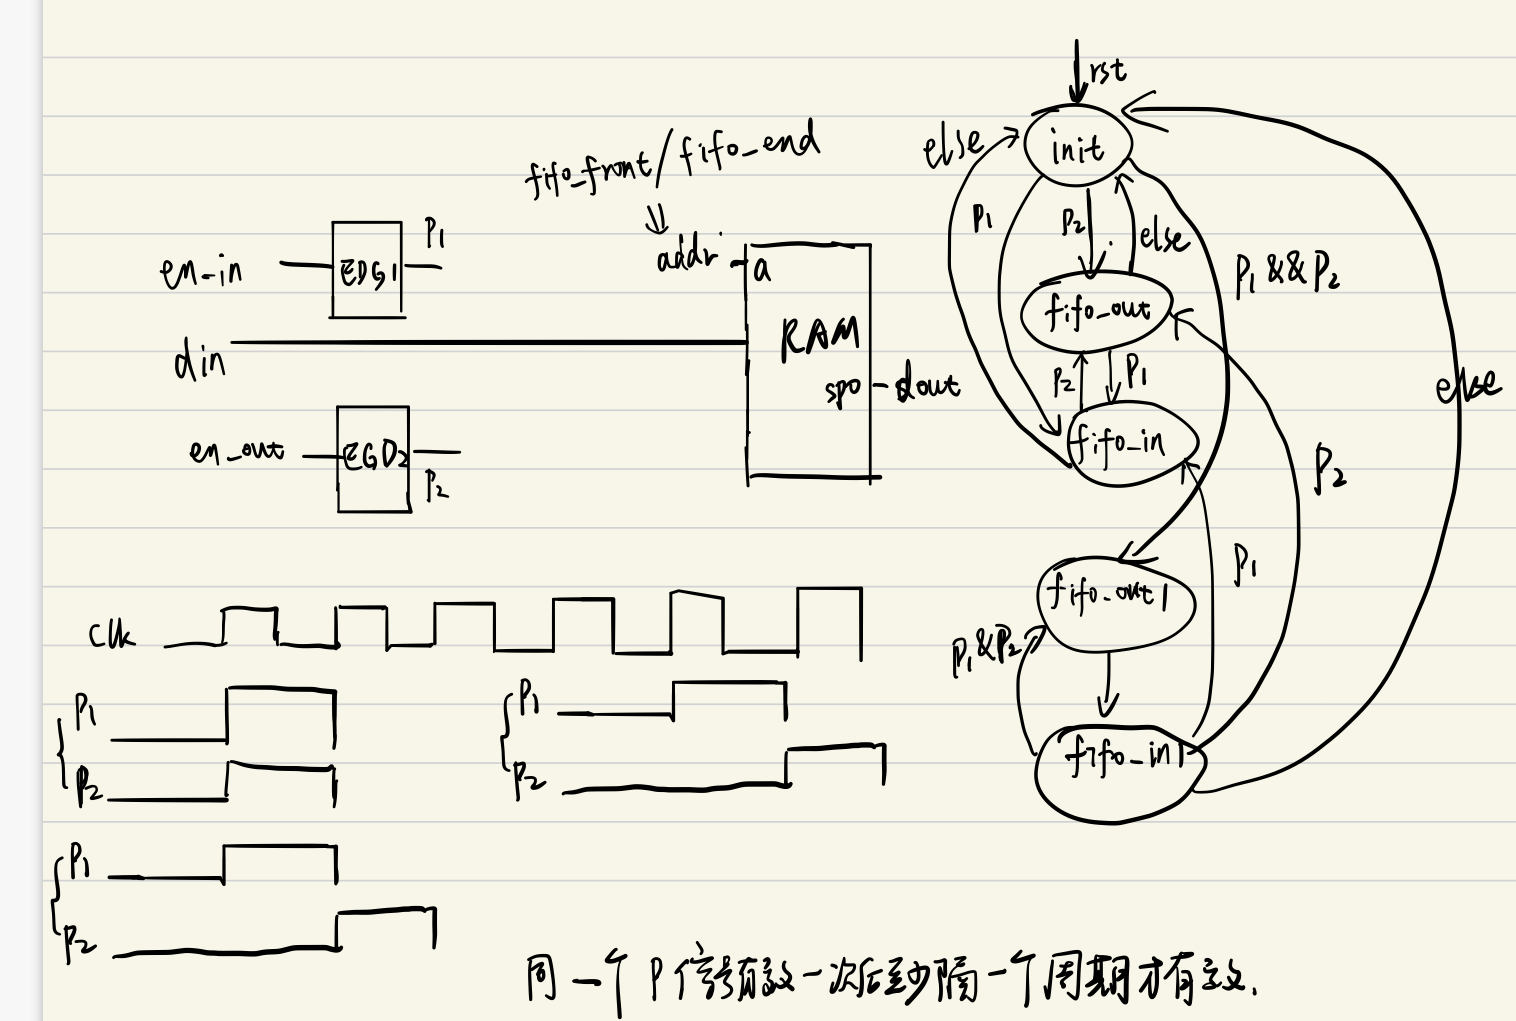 rst
init
else
P1
P2
else
P1&&P2
fifo_out
P2
P1
fifo_in
else
P2
P1
fifo_out1
P1&P2
fifo_in1
fifo_front/fifo_end
addr
a
RAM
spo
dout
en_in
EDG1
P1
din
en_out
EGD2
P2
clk
P1
P2
P1
P2
P1
P2
同一个P信号有效一次后至少隔一个周期才有效.